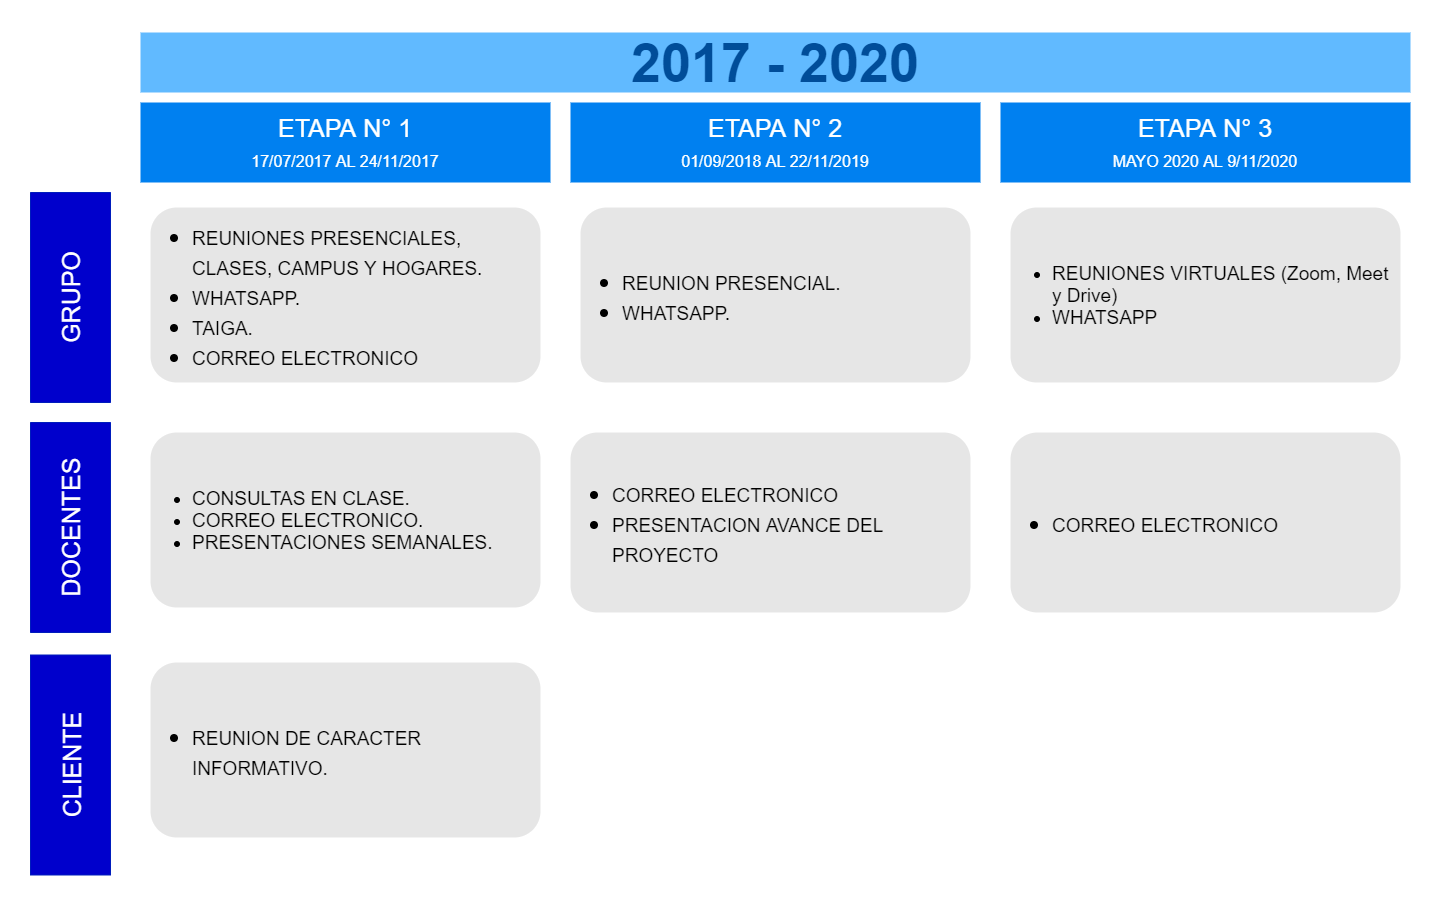 2017 - 2020
ETAPA N° 1
17/07/2017 AL 24/11/2017
ETAPA N° 2
01/09/2018 AL 22/11/2019
ETAPA N° 3
MAYO 2020 AL 9/11/2020
GRUPO
• REUNIONES PRESENCIALES,
CLASES, CAMPUS Y HOGARES.
• WHATSAPP.
• TAIGA.
• CORREO ELECTRONICO
• REUNION PRESENCIAL.
• WHATSAPP.
• REUNIONES VIRTUALES (Zoom, Meet
y Drive)
• WHATSAPP
DOCENTES
• CONSULTAS EN CLASE.
• CORREO ELECTRONICO.
• PRESENTACIONES SEMANALES.
• CORREO ELECTRONICO
• PRESENTACION AVANCE DEL
PROYECTO
• CORREO ELECTRONICO
CLIENTE
• REUNION DE CARACTER
INFORMATIVO.